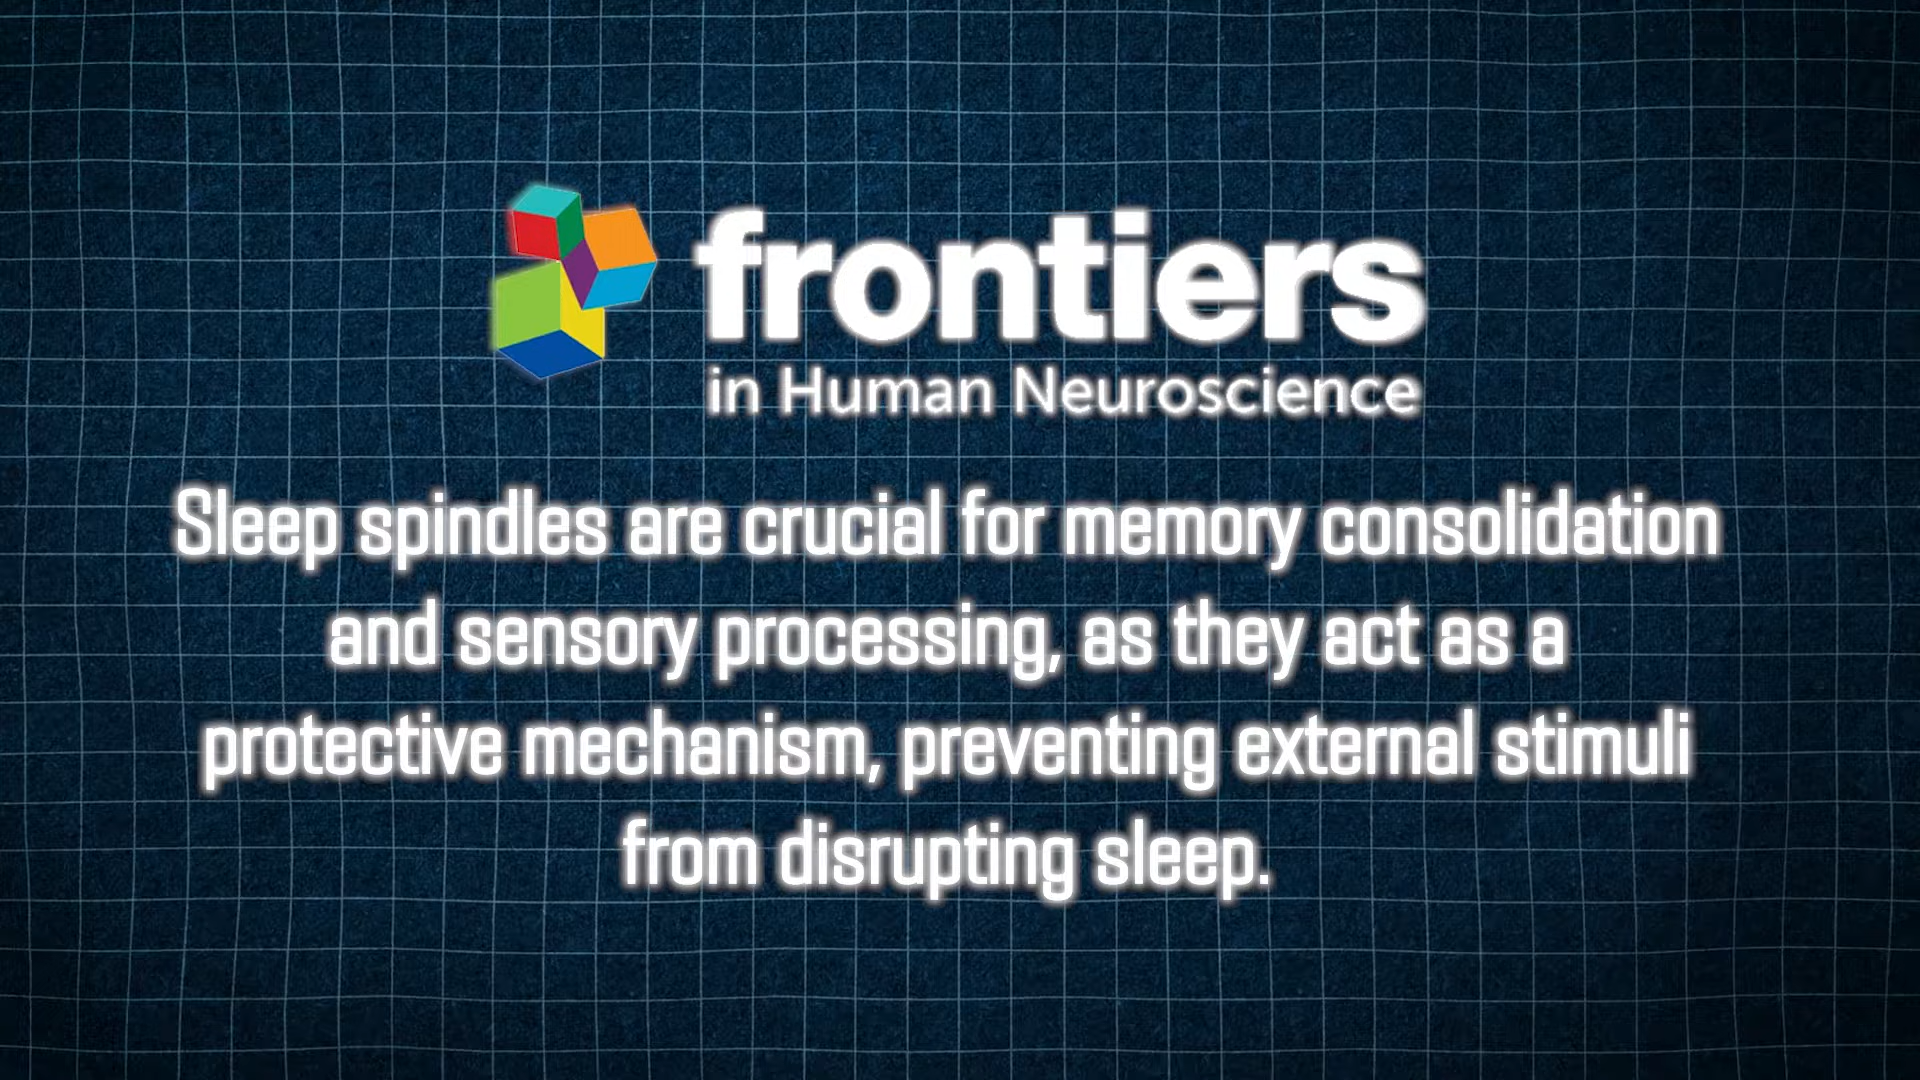 frontiers
in Human Neuroscience
Sleep spindles are crucial for memory consolidation
and sensory processing, as they act as a
protective mechanism, preventing external stimuli
from disrupting sleep.